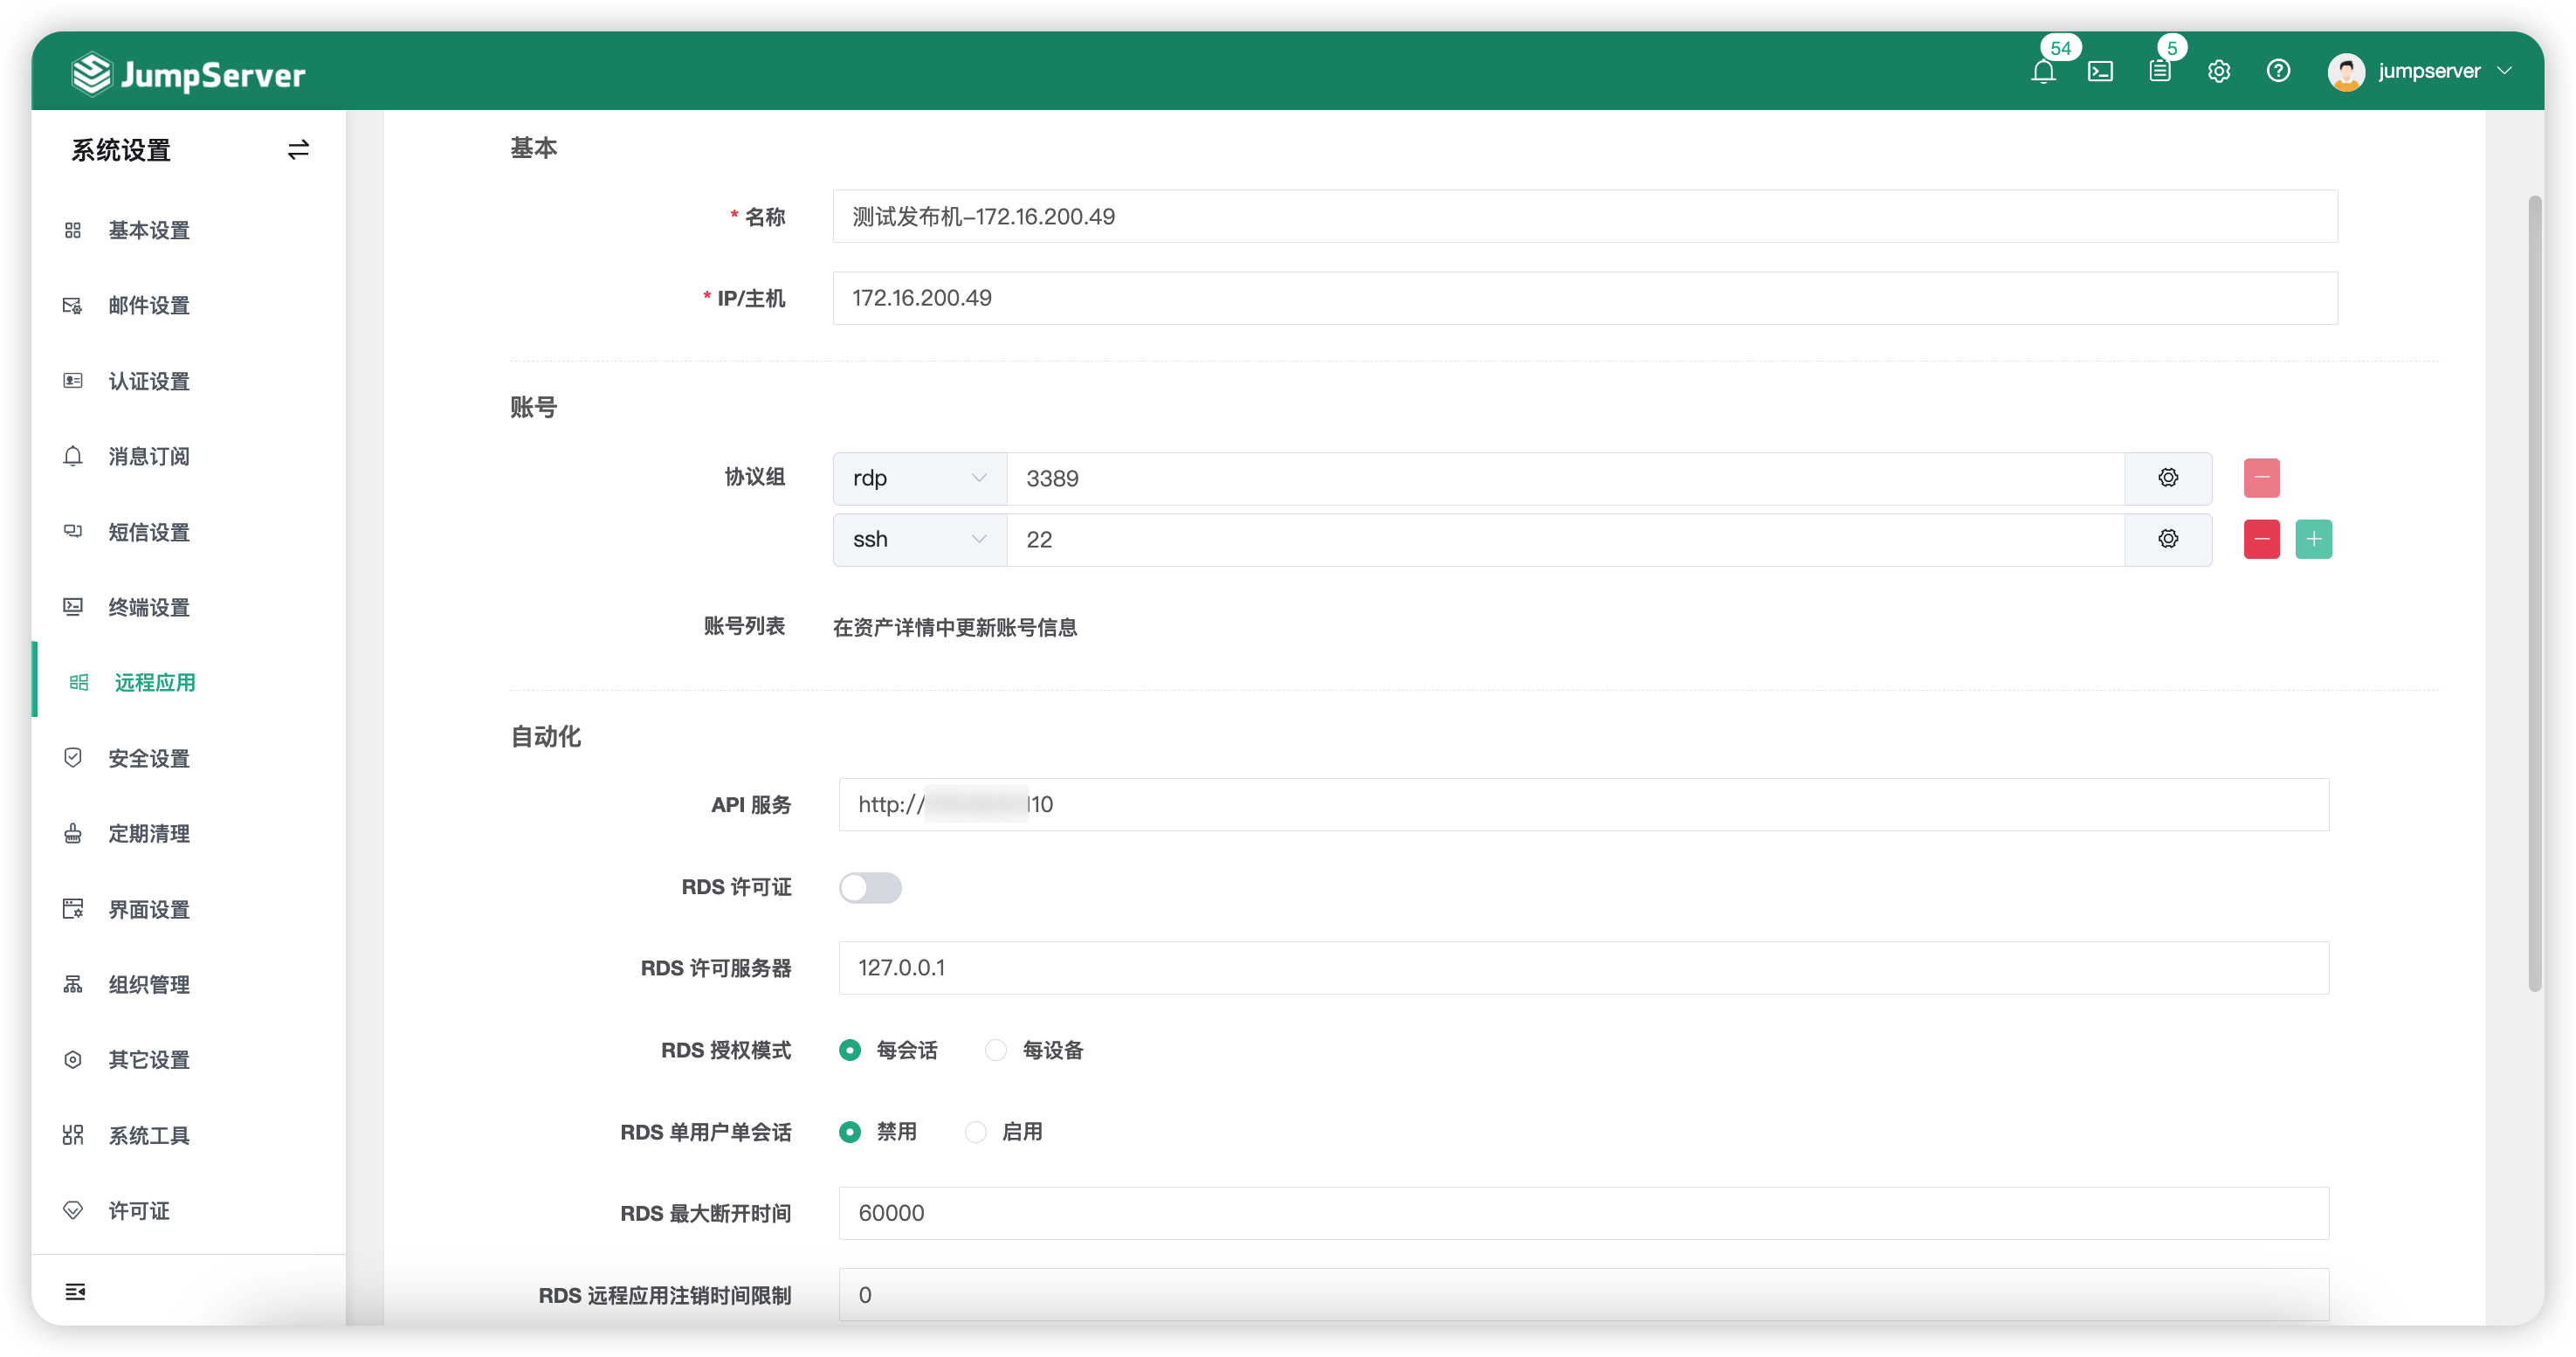 JumpServer
54
5
jumpserver
系统设置
基本设置
邮件设置
认证设置
消息订阅
短信设置
终端设置
远程应用
安全设置
定期清理
界面设置
组织管理
其它设置
系统工具
许可证
基本
* 名称
测试发布机-172.16.200.49
* IP/主机
172.16.200.49
账号
协议组
rdp 3389
ssh 22
账号列表
在资产详情中更新账号信息
自动化
API 服务
http:// 110
RDS 许可证
RDS 许可服务器
127.0.0.1
RDS 授权模式
每会话 每设备
RDS 单用户单会话
禁用 启用
RDS 最大断开时间
60000
RDS 远程应用注销时间限制
0